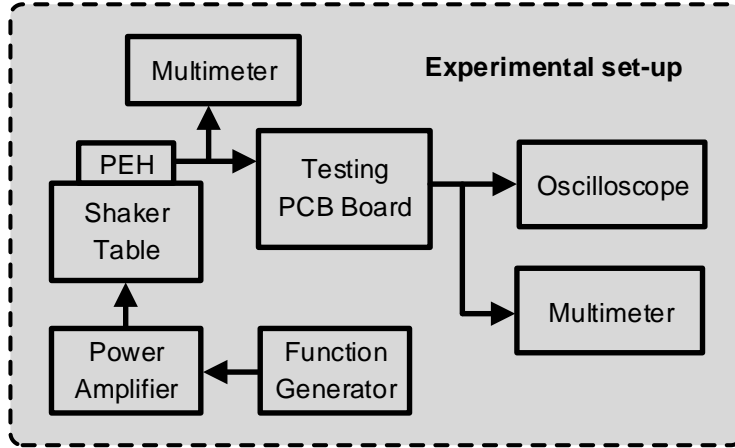 Multimeter
Experimental set-up
PEH
Testing
PCB Board
Oscilloscope
Shaker
Table
Multimeter
Power
Amplifier
Function
Generator